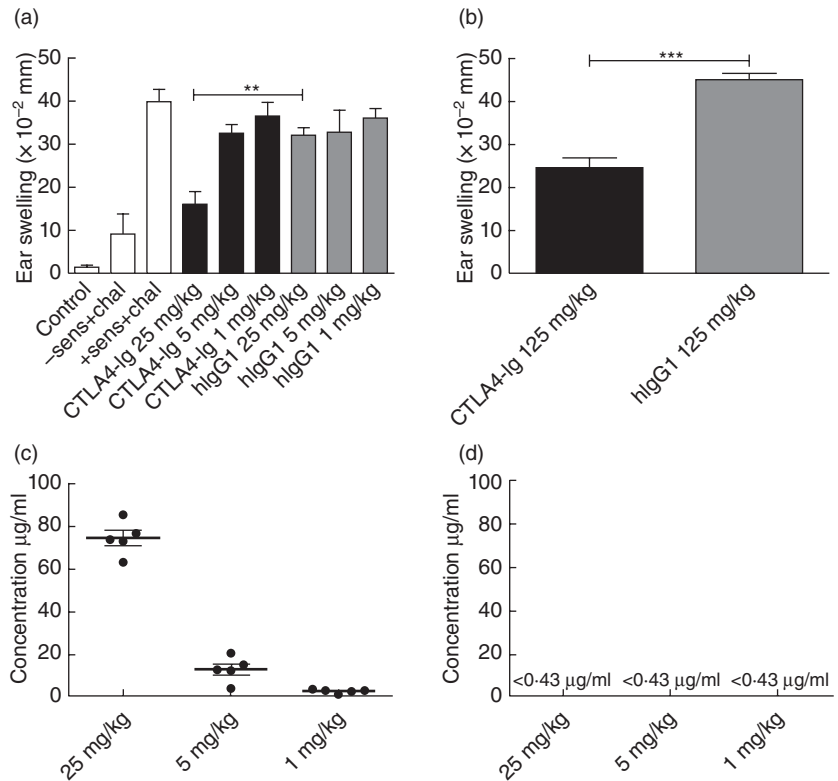 (a)
Ear swelling (× 10⁻² mm)
50
40
30
20
10
0
**
Control
–sens+chal
+sens+chal
CTLA4-Ig 25 mg/kg
CTLA4-Ig 5 mg/kg
CTLA4-Ig 1 mg/kg
hIgG1 25 mg/kg
hIgG1 5 mg/kg
hIgG1 1 mg/kg
(b)
Ear swelling (× 10⁻² mm)
50
40
30
20
10
0
***
CTLA4-Ig 125 mg/kg
hIgG1 125 mg/kg
(c)
Concentration µg/ml
100
80
60
40
20
0
25 mg/kg
5 mg/kg
1 mg/kg
(d)
Concentration µg/ml
100
80
60
40
20
0
<0·43 µg/ml <0·43 µg/ml <0·43 µg/ml
25 mg/kg
5 mg/kg
1 mg/kg